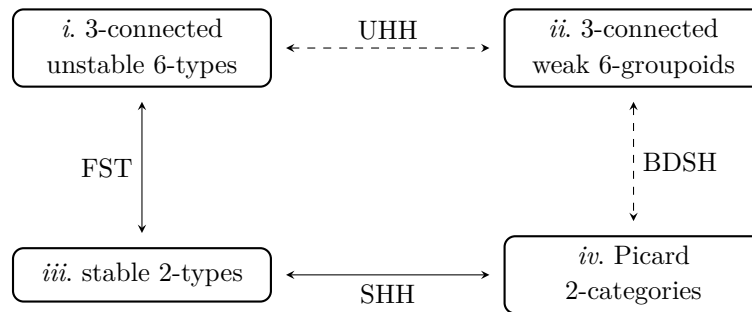 i. 3-connected
unstable 6-types
UHH
ii. 3-connected
weak 6-groupoids
FST
BDSH
iii. stable 2-types
SHH
iv. Picard
2-categories